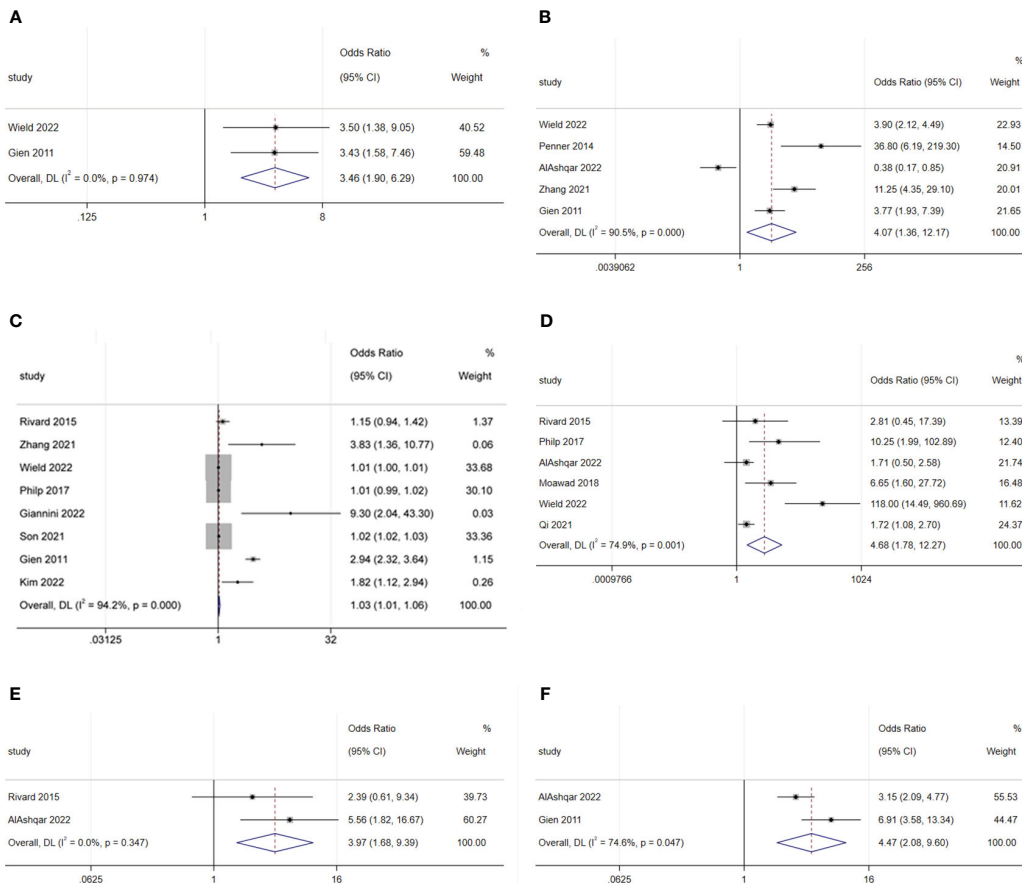 A
Odds Ratio %
study (95% CI) Weight
Wield 2022 3.50 (1.38, 9.05) 40.52
Gien 2011 3.43 (1.58, 7.46) 59.48
Overall, DL (I² = 0.0%, p = 0.974) 3.46 (1.90, 6.29) 100.00
.125 1 8
B
%
study Odds Ratio (95% CI) Weight
Wield 2022 3.90 (2.12, 4.49) 22.93
Penner 2014 36.80 (6.19, 219.30) 14.50
AlAshqar 2022 0.38 (0.17, 0.85) 20.91
Zhang 2021 11.25 (4.35, 29.10) 20.01
Gien 2011 3.77 (1.93, 7.39) 21.65
Overall, DL (I² = 90.5%, p = 0.000) 4.07 (1.36, 12.17) 100.00
.0039062 1 256
C
Odds Ratio %
study (95% CI) Weight
Rivard 2015 1.15 (0.94, 1.42) 1.37
Zhang 2021 3.83 (1.36, 10.77) 0.06
Wield 2022 1.01 (1.00, 1.01) 33.68
Philp 2017 1.01 (0.99, 1.02) 30.10
Giannini 2022 9.30 (2.04, 43.30) 0.03
Son 2021 1.02 (1.02, 1.03) 33.36
Gien 2011 2.94 (2.32, 3.64) 1.15
Kim 2022 1.82 (1.12, 2.94) 0.26
Overall, DL (I² = 94.2%, p = 0.000) 1.03 (1.01, 1.06) 100.00
.03125 1 32
D
%
study Odds Ratio (95% CI) Weight
Rivard 2015 2.81 (0.45, 17.39) 13.39
Philp 2017 10.25 (1.99, 102.89) 12.40
AlAshqar 2022 1.71 (0.50, 2.58) 21.74
Moawad 2018 6.65 (1.60, 27.72) 16.48
Wield 2022 118.00 (14.49, 960.69) 11.62
Qi 2021 1.72 (1.08, 2.70) 24.37
Overall, DL (I² = 74.9%, p = 0.001) 4.68 (1.78, 12.27) 100.00
.0009766 1 1024
E
Odds Ratio %
study (95% CI) Weight
Rivard 2015 2.39 (0.61, 9.34) 39.73
AlAshqar 2022 5.56 (1.82, 16.67) 60.27
Overall, DL (I² = 0.0%, p = 0.347) 3.97 (1.68, 9.39) 100.00
.0625 1 16
F
Odds Ratio %
study (95% CI) Weight
AlAshqar 2022 3.15 (2.09, 4.77) 55.53
Gien 2011 6.91 (3.58, 13.34) 44.47
Overall, DL (I² = 74.6%, p = 0.047) 4.47 (2.08, 9.60) 100.00
.0625 1 16